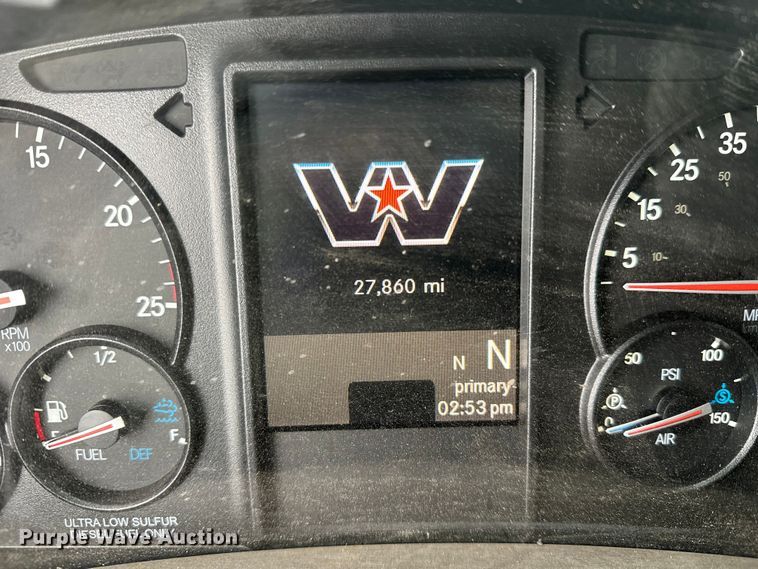 15
20
25
RPM
x100
27,860 mi
N N
primary
02:53 pm
1/2
E
F
FUEL
DEF
ULTRA LOW SULFUR
5
15
25
35
10
30
50
0
50
100
150
PSI
AIR
P
S
Purple Wave Auction